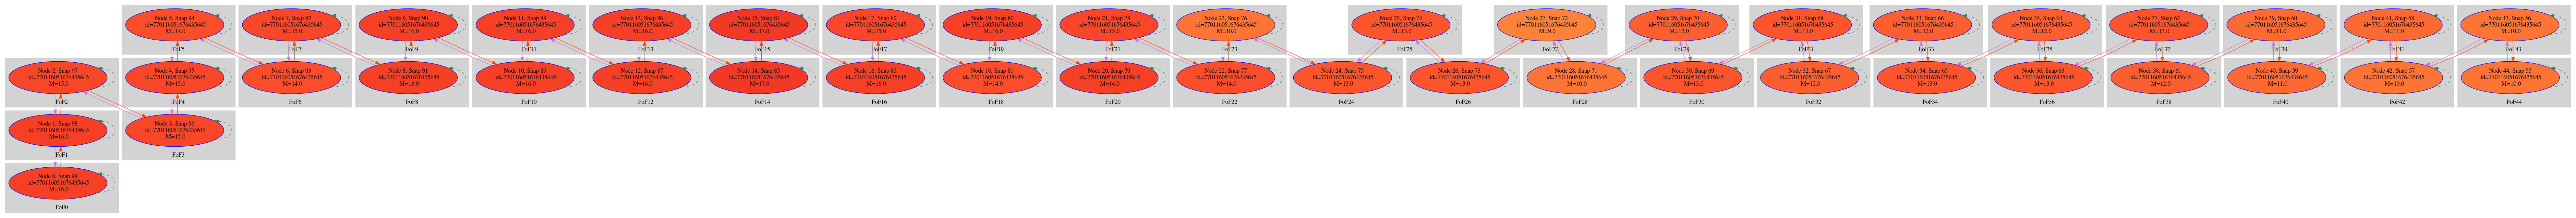 Node 5, Snap 94
id=770116051676435645
M=14.0
FoF5
Node 7, Snap 92
id=770116051676435645
M=15.0
FoF7
Node 9, Snap 90
id=770116051676435645
M=16.0
FoF9
Node 11, Snap 88
id=770116051676435645
M=16.0
FoF11
Node 13, Snap 86
id=770116051676435645
M=16.0
FoF13
Node 15, Snap 84
id=770116051676435645
M=17.0
FoF15
Node 17, Snap 82
id=770116051676435645
M=15.0
FoF17
Node 19, Snap 80
id=770116051676435645
M=16.0
FoF19
Node 21, Snap 78
id=770116051676435645
M=15.0
FoF21
Node 23, Snap 76
id=770116051676435645
M=10.0
FoF23
Node 25, Snap 74
id=770116051676435645
M=13.0
FoF25
Node 27, Snap 72
id=770116051676435645
M=9.0
FoF27
Node 29, Snap 70
id=770116051676435645
M=12.0
FoF29
Node 31, Snap 68
id=770116051676435645
M=13.0
FoF31
Node 33, Snap 66
id=770116051676435645
M=12.0
FoF33
Node 35, Snap 64
id=770116051676435645
M=12.0
FoF35
Node 37, Snap 62
id=770116051676435645
M=13.0
FoF37
Node 39, Snap 60
id=770116051676435645
M=11.0
FoF39
Node 41, Snap 58
id=770116051676435645
M=11.0
FoF41
Node 43, Snap 56
id=770116051676435645
M=10.0
FoF43
Node 2, Snap 97
id=770116051676435645
M=15.0
FoF2
Node 4, Snap 95
id=770116051676435645
M=15.0
FoF4
Node 6, Snap 93
id=770116051676435645
M=14.0
FoF6
Node 8, Snap 91
id=770116051676435645
M=16.0
FoF8
Node 10, Snap 89
id=770116051676435645
M=16.0
FoF10
Node 12, Snap 87
id=770116051676435645
M=16.0
FoF12
Node 14, Snap 85
id=770116051676435645
M=17.0
FoF14
Node 16, Snap 83
id=770116051676435645
M=16.0
FoF16
Node 18, Snap 81
id=770116051676435645
M=14.0
FoF18
Node 20, Snap 79
id=770116051676435645
M=16.0
FoF20
Node 22, Snap 77
id=770116051676435645
M=14.0
FoF22
Node 24, Snap 75
id=770116051676435645
M=13.0
FoF24
Node 26, Snap 73
id=770116051676435645
M=13.0
FoF26
Node 28, Snap 71
id=770116051676435645
M=10.0
FoF28
Node 30, Snap 69
id=770116051676435645
M=13.0
FoF30
Node 32, Snap 67
id=770116051676435645
M=12.0
FoF32
Node 34, Snap 65
id=770116051676435645
M=13.0
FoF34
Node 36, Snap 63
id=770116051676435645
M=13.0
FoF36
Node 38, Snap 61
id=770116051676435645
M=12.0
FoF38
Node 40, Snap 59
id=770116051676435645
M=11.0
FoF40
Node 42, Snap 57
id=770116051676435645
M=10.0
FoF42
Node 44, Snap 55
id=770116051676435645
M=10.0
FoF44
Node 1, Snap 98
id=770116051676435645
M=16.0
FoF1
Node 3, Snap 96
id=770116051676435645
M=15.0
FoF3
Node 0, Snap 99
id=770116051676435645
M=16.0
FoF0